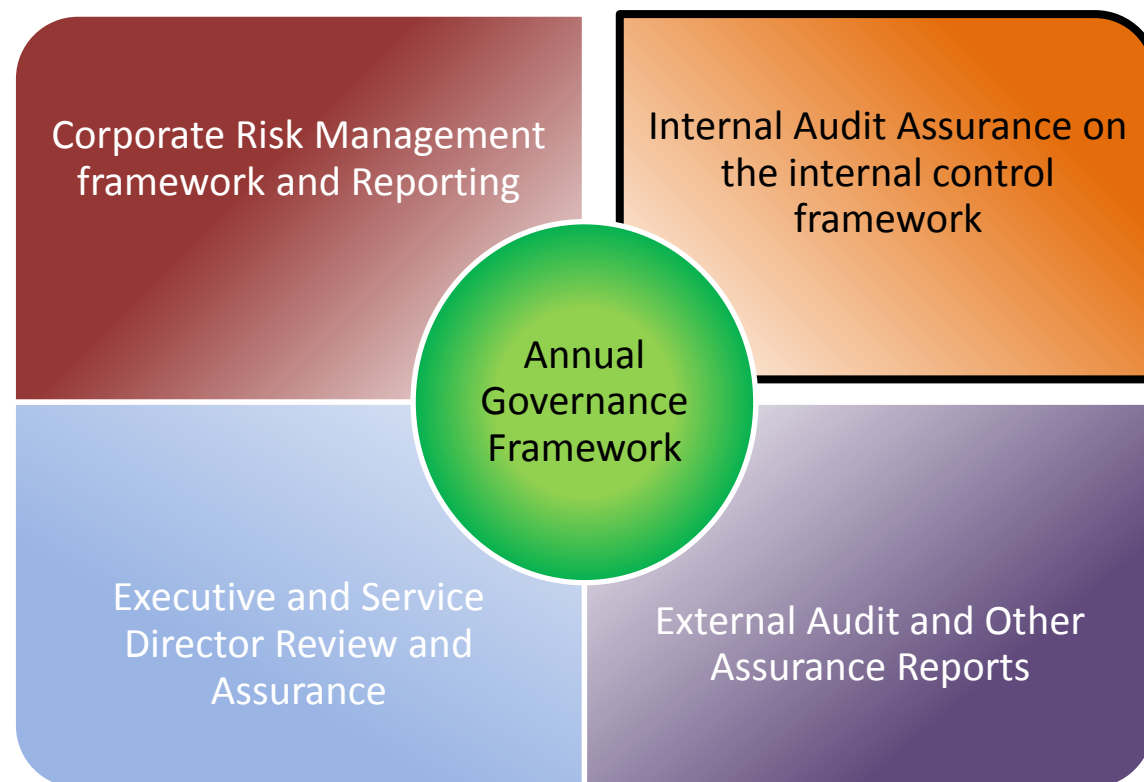 Corporate Risk Management
framework and Reporting
Internal Audit Assurance on
the internal control
framework
Annual
Governance
Framework
Executive and Service
Director Review and
Assurance
External Audit and Other
Assurance Reports